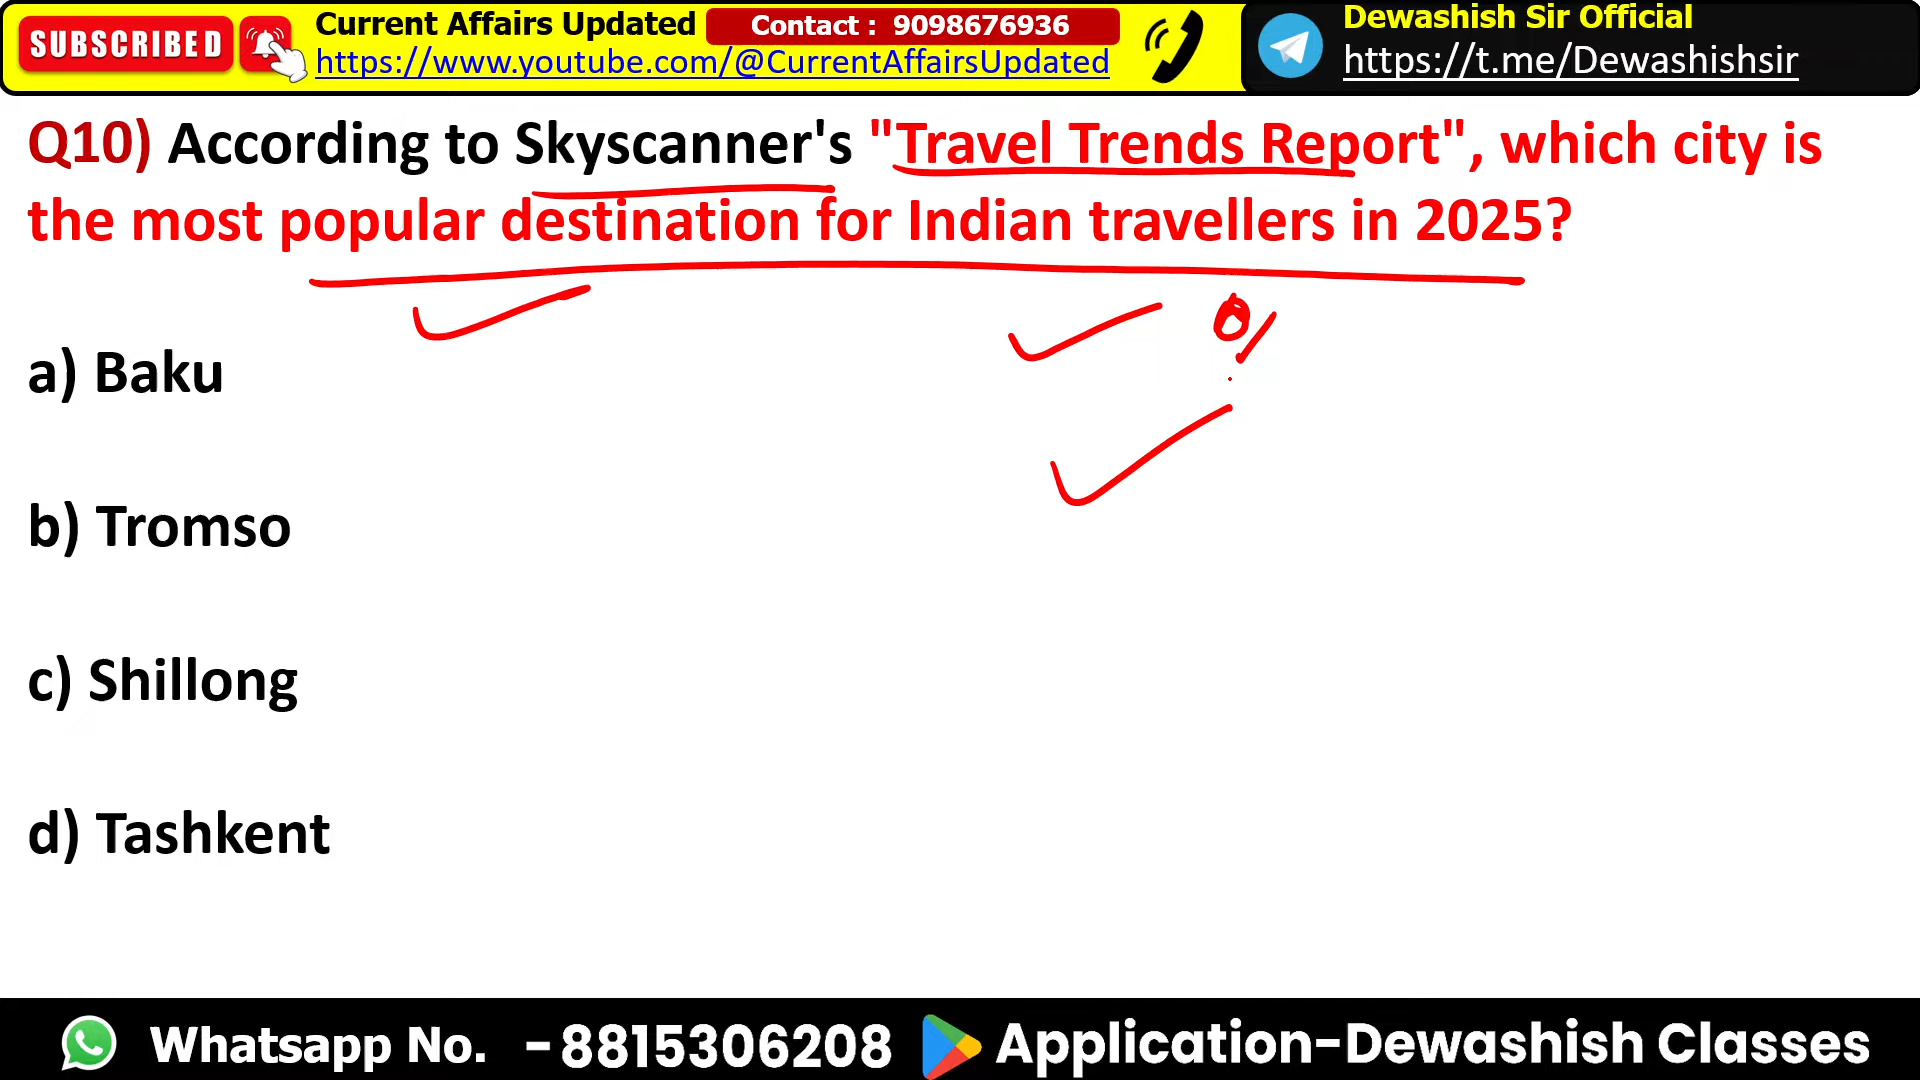 SUBSCRIBED
Current Affairs Updated
Contact : 9098676936
https://www.youtube.com/@CurrentAffairsUpdated
Dewashish Sir Official
https://t.me/Dewashishsir
Q10) According to Skyscanner's "Travel Trends Report", which city is
the most popular destination for Indian travellers in 2025?
a) Baku
b) Tromso
c) Shillong
d) Tashkent
Whatsapp No. -8815306208
Application-Dewashish Classes